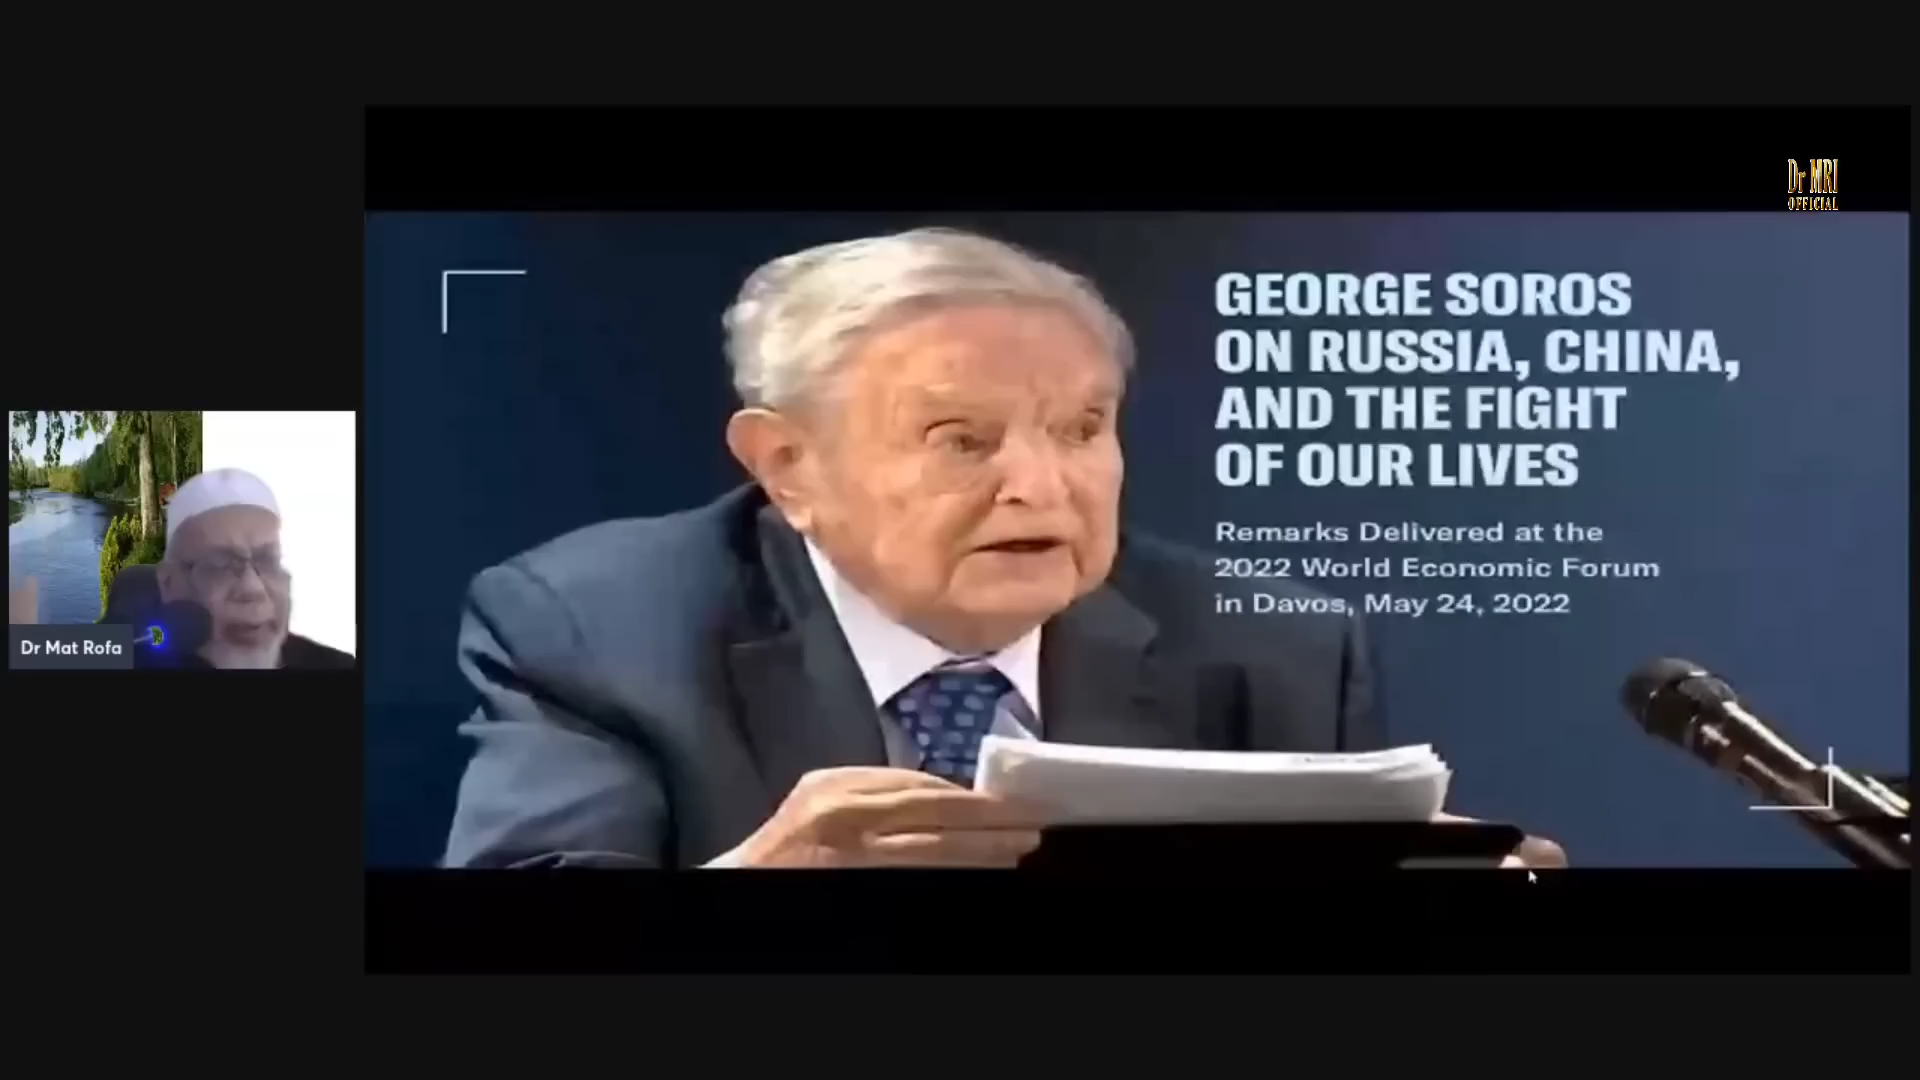 Dr MRI
OFFICIAL
GEORGE SOROS
ON RUSSIA, CHINA,
AND THE FIGHT
OF OUR LIVES
Remarks Delivered at the
2022 World Economic Forum
in Davos, May 24, 2022
Dr Mat Rofa